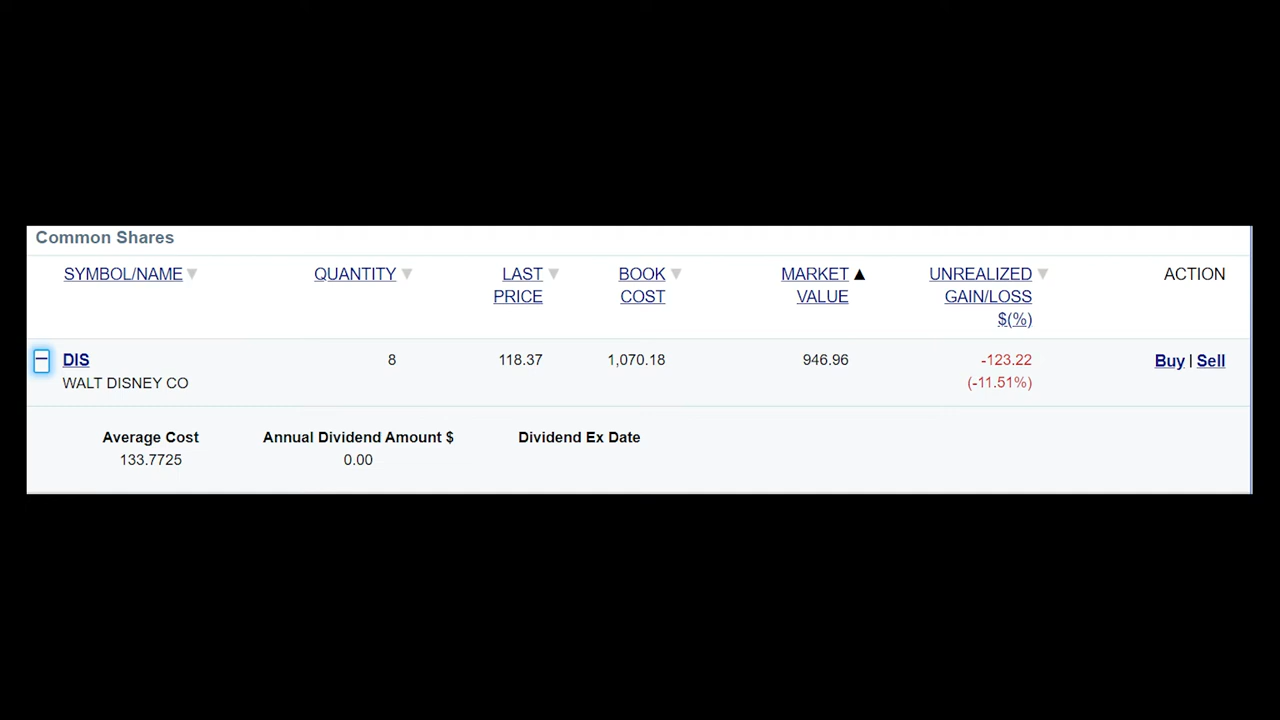 Common Shares
SYMBOL/NAME ▼ QUANTITY ▼ LAST ▼ BOOK ▼ MARKET ▲ UNREALIZED ▼ ACTION
PRICE COST VALUE GAIN/LOSS
$(%)
DIS 8 118.37 1,070.18 946.96 -123.22 Buy | Sell
WALT DISNEY CO (-11.51%)
Average Cost Annual Dividend Amount $ Dividend Ex Date
133.7725 0.00